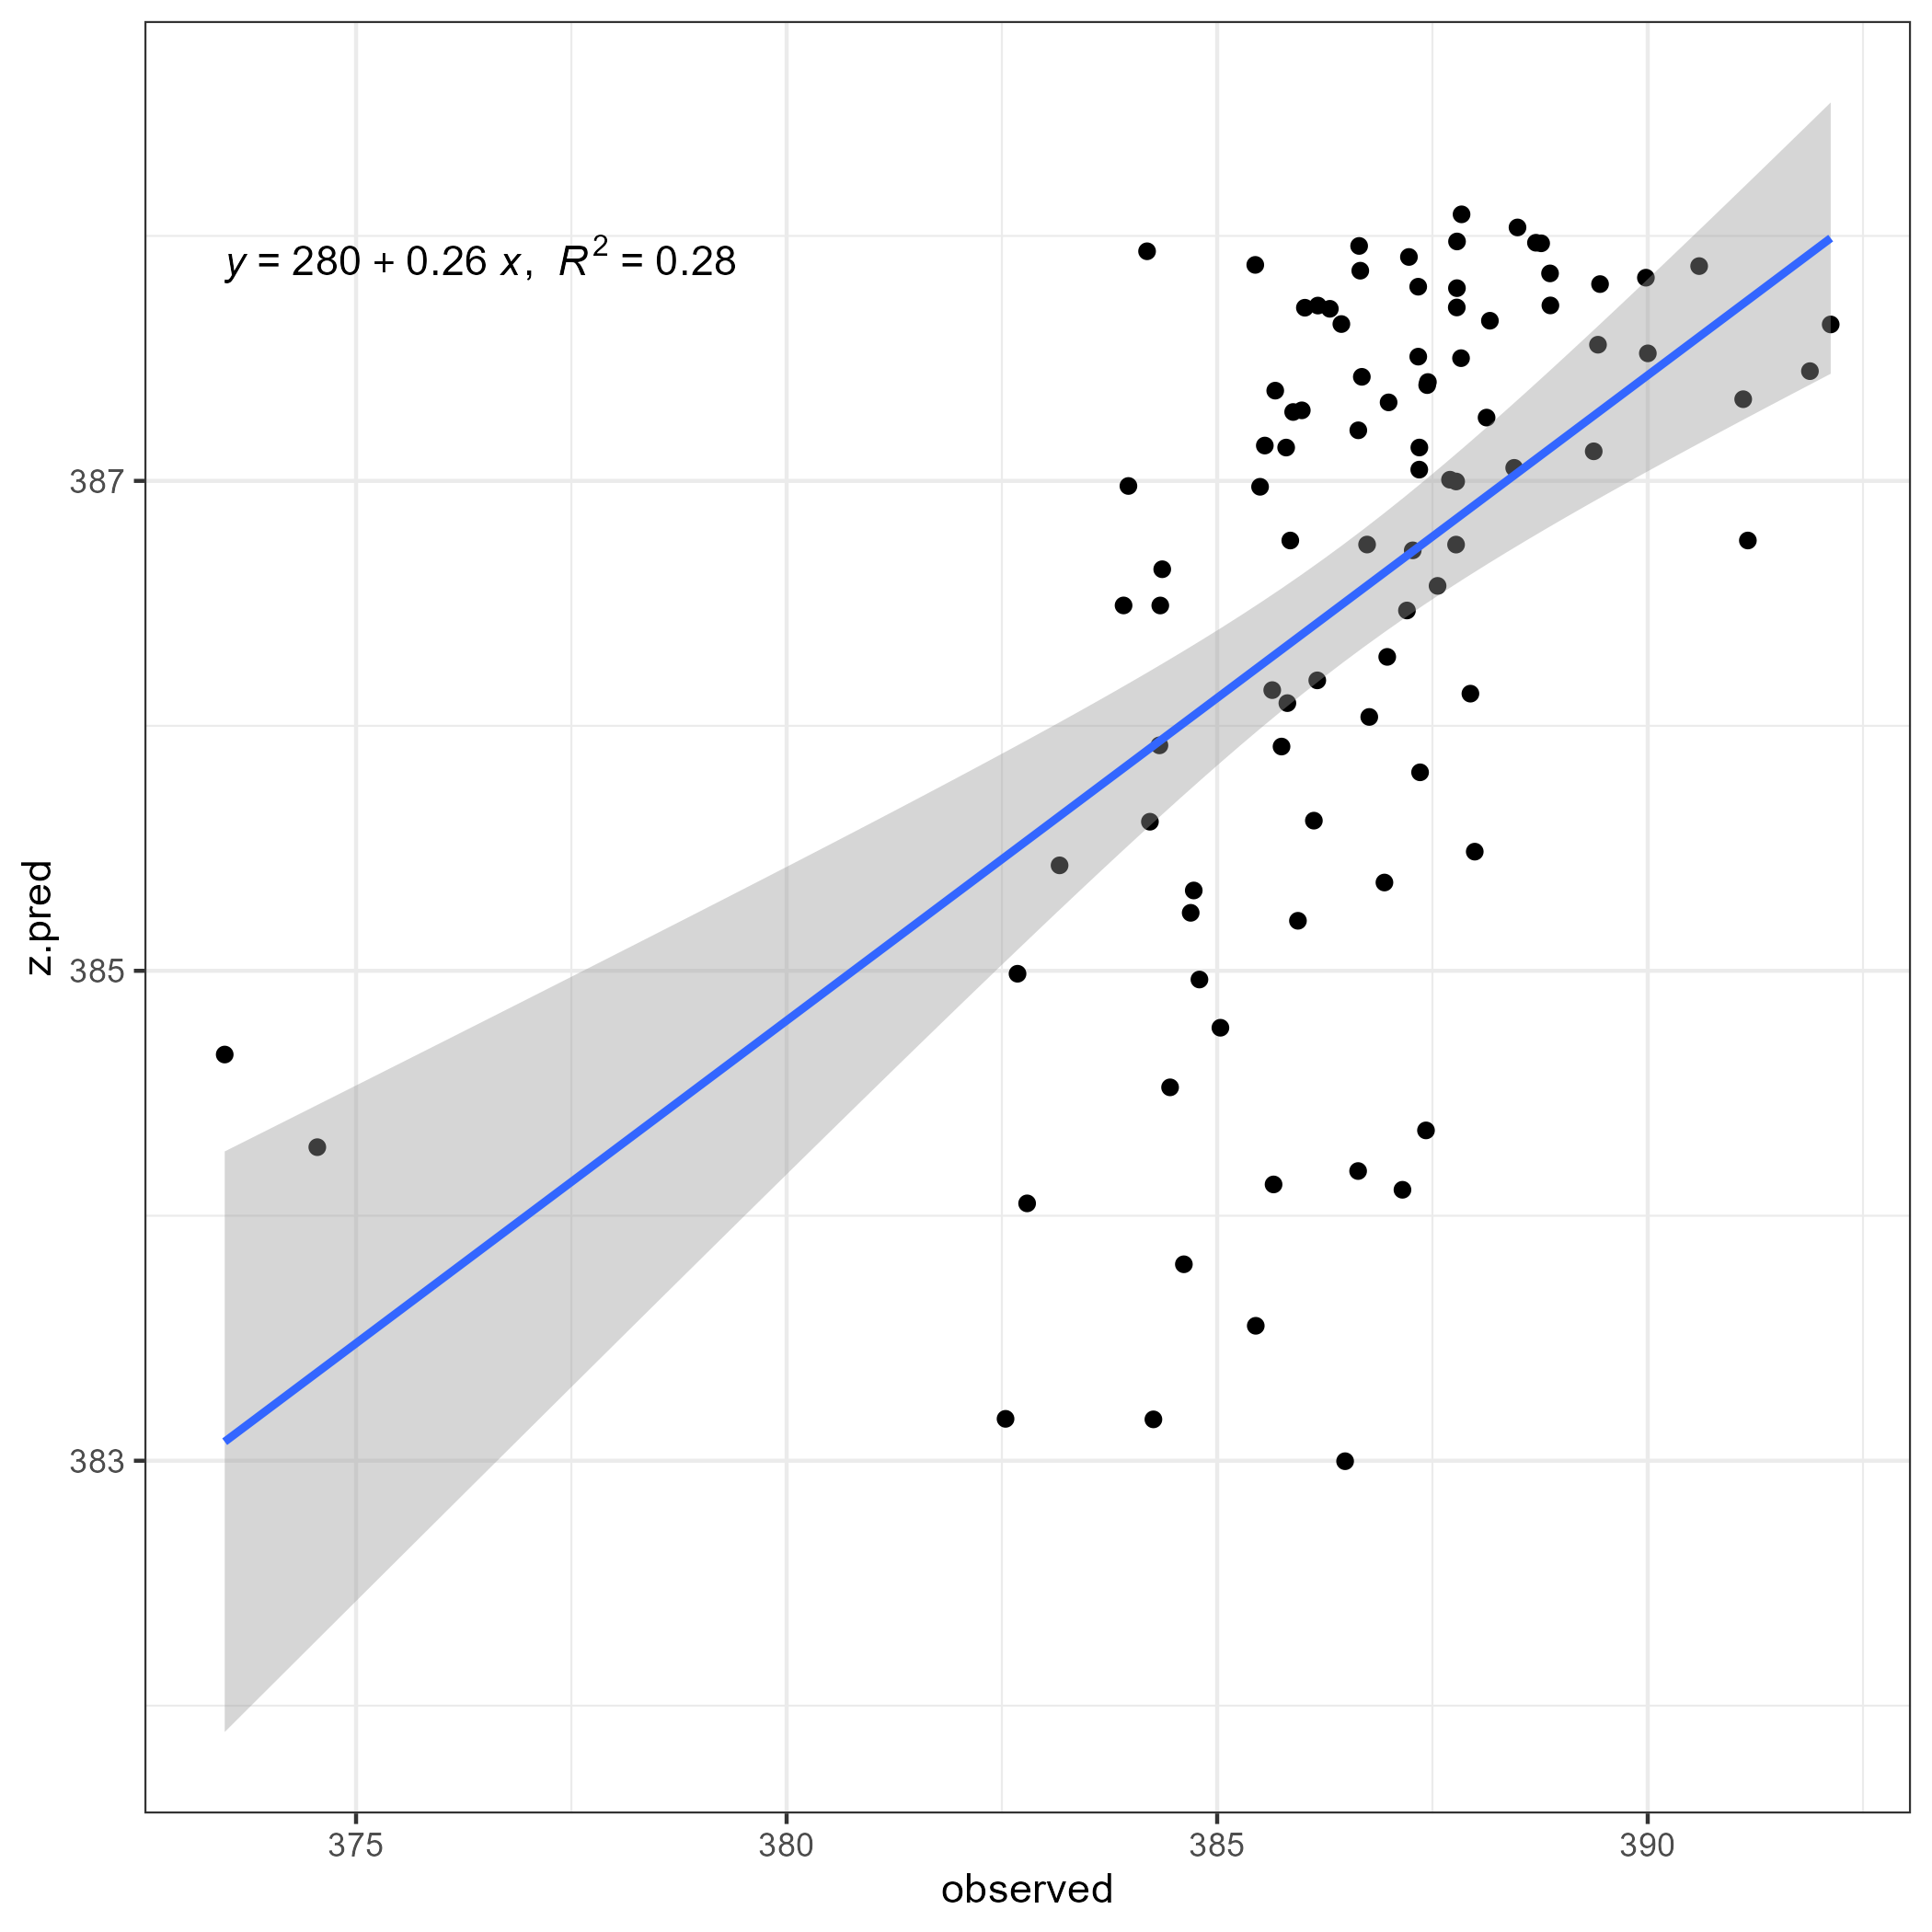 y = 280 + 0.26 x, R² = 0.28
387
385
383
z.pred
375 380 385 390
observed